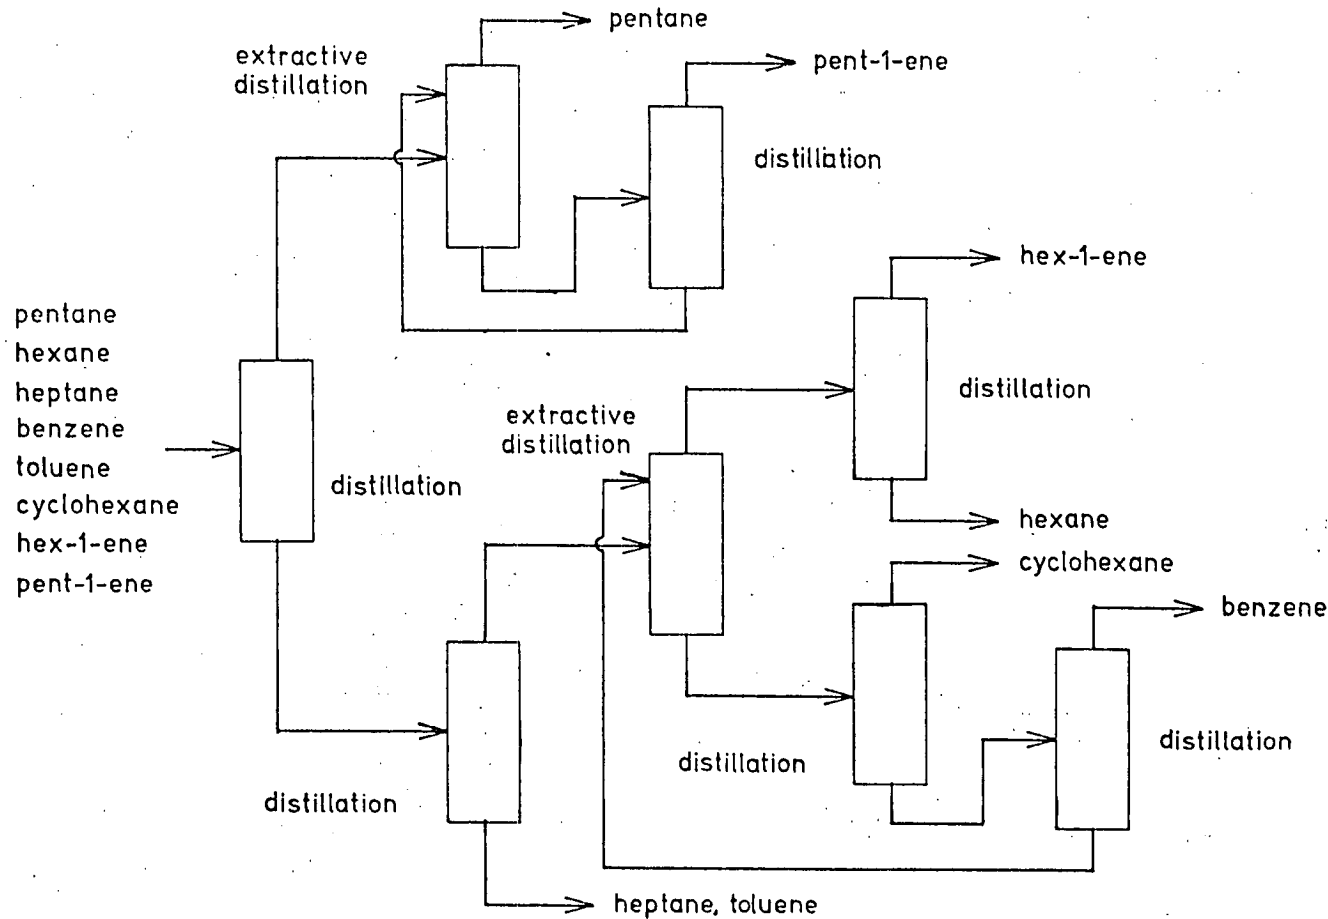 pentane
extractive
distillation
pent-1-ene
distillation
hex-1-ene
pentane
hexane
heptane
benzene
toluene
cyclohexane
hex-1-ene
pent-1-ene
distillation
extractive
distillation
distillation
hexane
cyclohexane
benzene
distillation
distillation
distillation
heptane, toluene